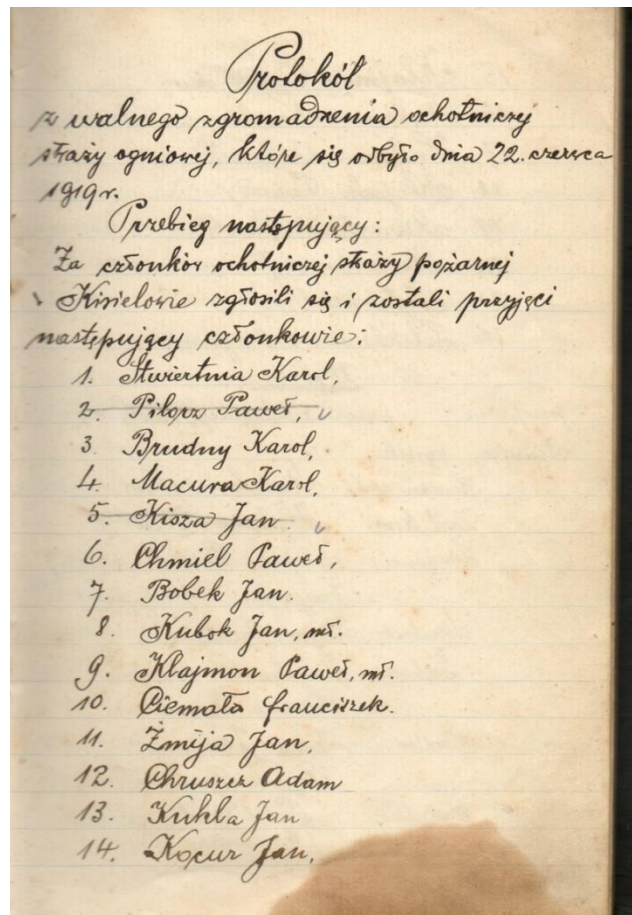 Protokół
z walnego zgromadzenia ochotniczej
straży ogniowej, które się odbyło dnia 22. czerwca
1919 r.
Przebieg następujący:
Za członków ochotniczej straży pożarnej
w Kisielowie zgłosili się i zostali przyjęci
następujący członkowie:
1. Stwiertnia Karol,
2. Pilorz Paweł,
3. Brudny Karol,
4. Macura Karol,
5. Kisza Jan.
6. Chmiel Paweł,
7. Bobek Jan.
8. Kubok Jan, mł.
9. Klajmon Paweł, mł.
10. Ciemała franciszek.
11. Żmija Jan,
12. Chruszcz Adam
13. Kukla Jan
14. Kocur Jan,